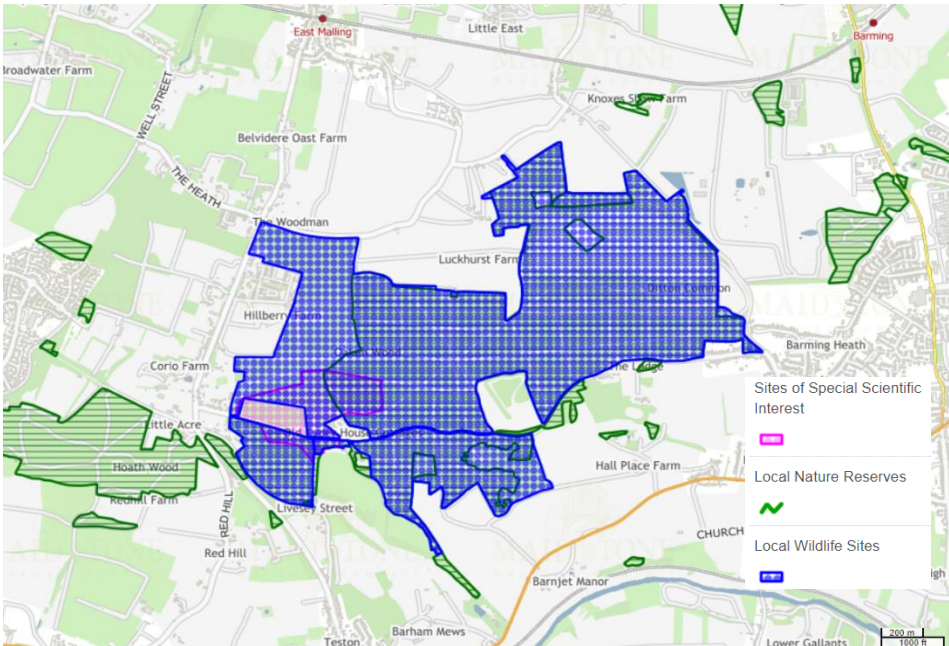 East Malling
Little East
Barming
Broadwater Farm
WELL STREET
Knoxes Shaw Farm
Belvidere Oast Farm
THE HEATH
The Woodman
Luckhurst Farm
Ditton Common
Hillberry Farm
Barming Heath
Corio Farm
The Lodge
Sites of Special Scientific
Interest
Little Acre
Hoath Wood
Hall Place Farm
Local Nature Reserves
Redhill Farm
RED HILL
Livesey Street
CHURCH
Local Wildlife Sites
Red Hill
Barnjet Manor
Barham Mews
Teston
Lower Gallants
200 m
1000 ft
MAIDSTONE